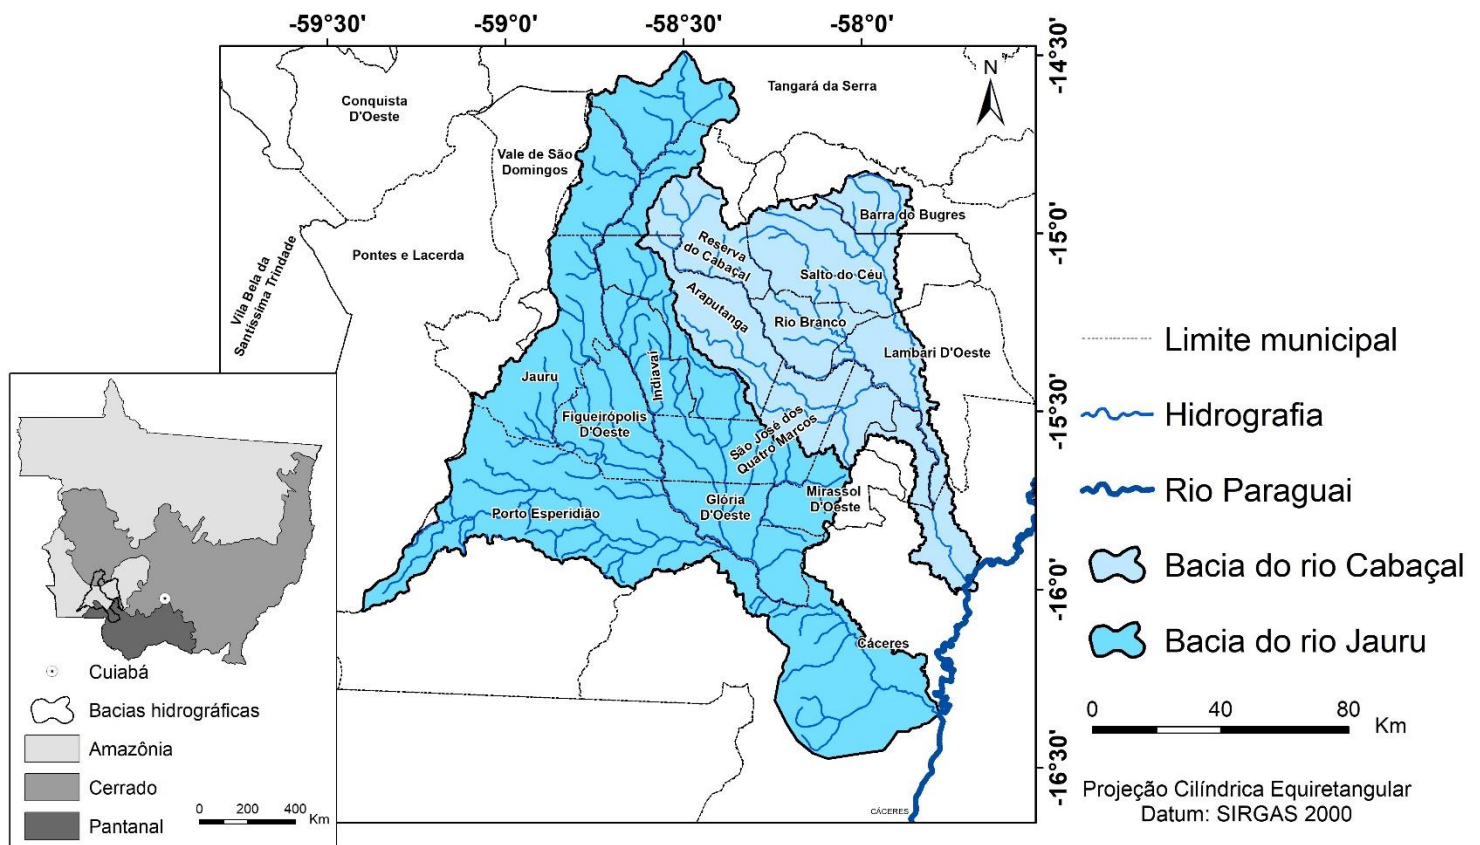 -59°30'
-59°0'
-58°30'
-58°0'
-14°30'
-15°0'
-15°30'
-16°0'
-16°30'
N
Conquista
D'Oeste
Tangará da Serra
Vale de São
Domingos
Barra do Bugres
Pontes e Lacerda
Vila Bela da
Santíssima Trindade
Reserva
do Cabaçal
Salto do Céu
Araputanga
Rio Branco
Lambari D'Oeste
Indiavaí
Jauru
Figueirópolis
D'Oeste
São José dos
Quatro Marcos
Glória
D'Oeste
Mirassol
D'Oeste
Porto Esperidião
Cáceres
CÁCERES
Limite municipal
Hidrografia
Rio Paraguai
Bacia do rio Cabaçal
Bacia do rio Jauru
0 40 80
Km
Projeção Cilíndrica Equiretangular
Datum: SIRGAS 2000
Cuiabá
Bacias hidrográficas
Amazônia
Cerrado
Pantanal
0 200 400
Km